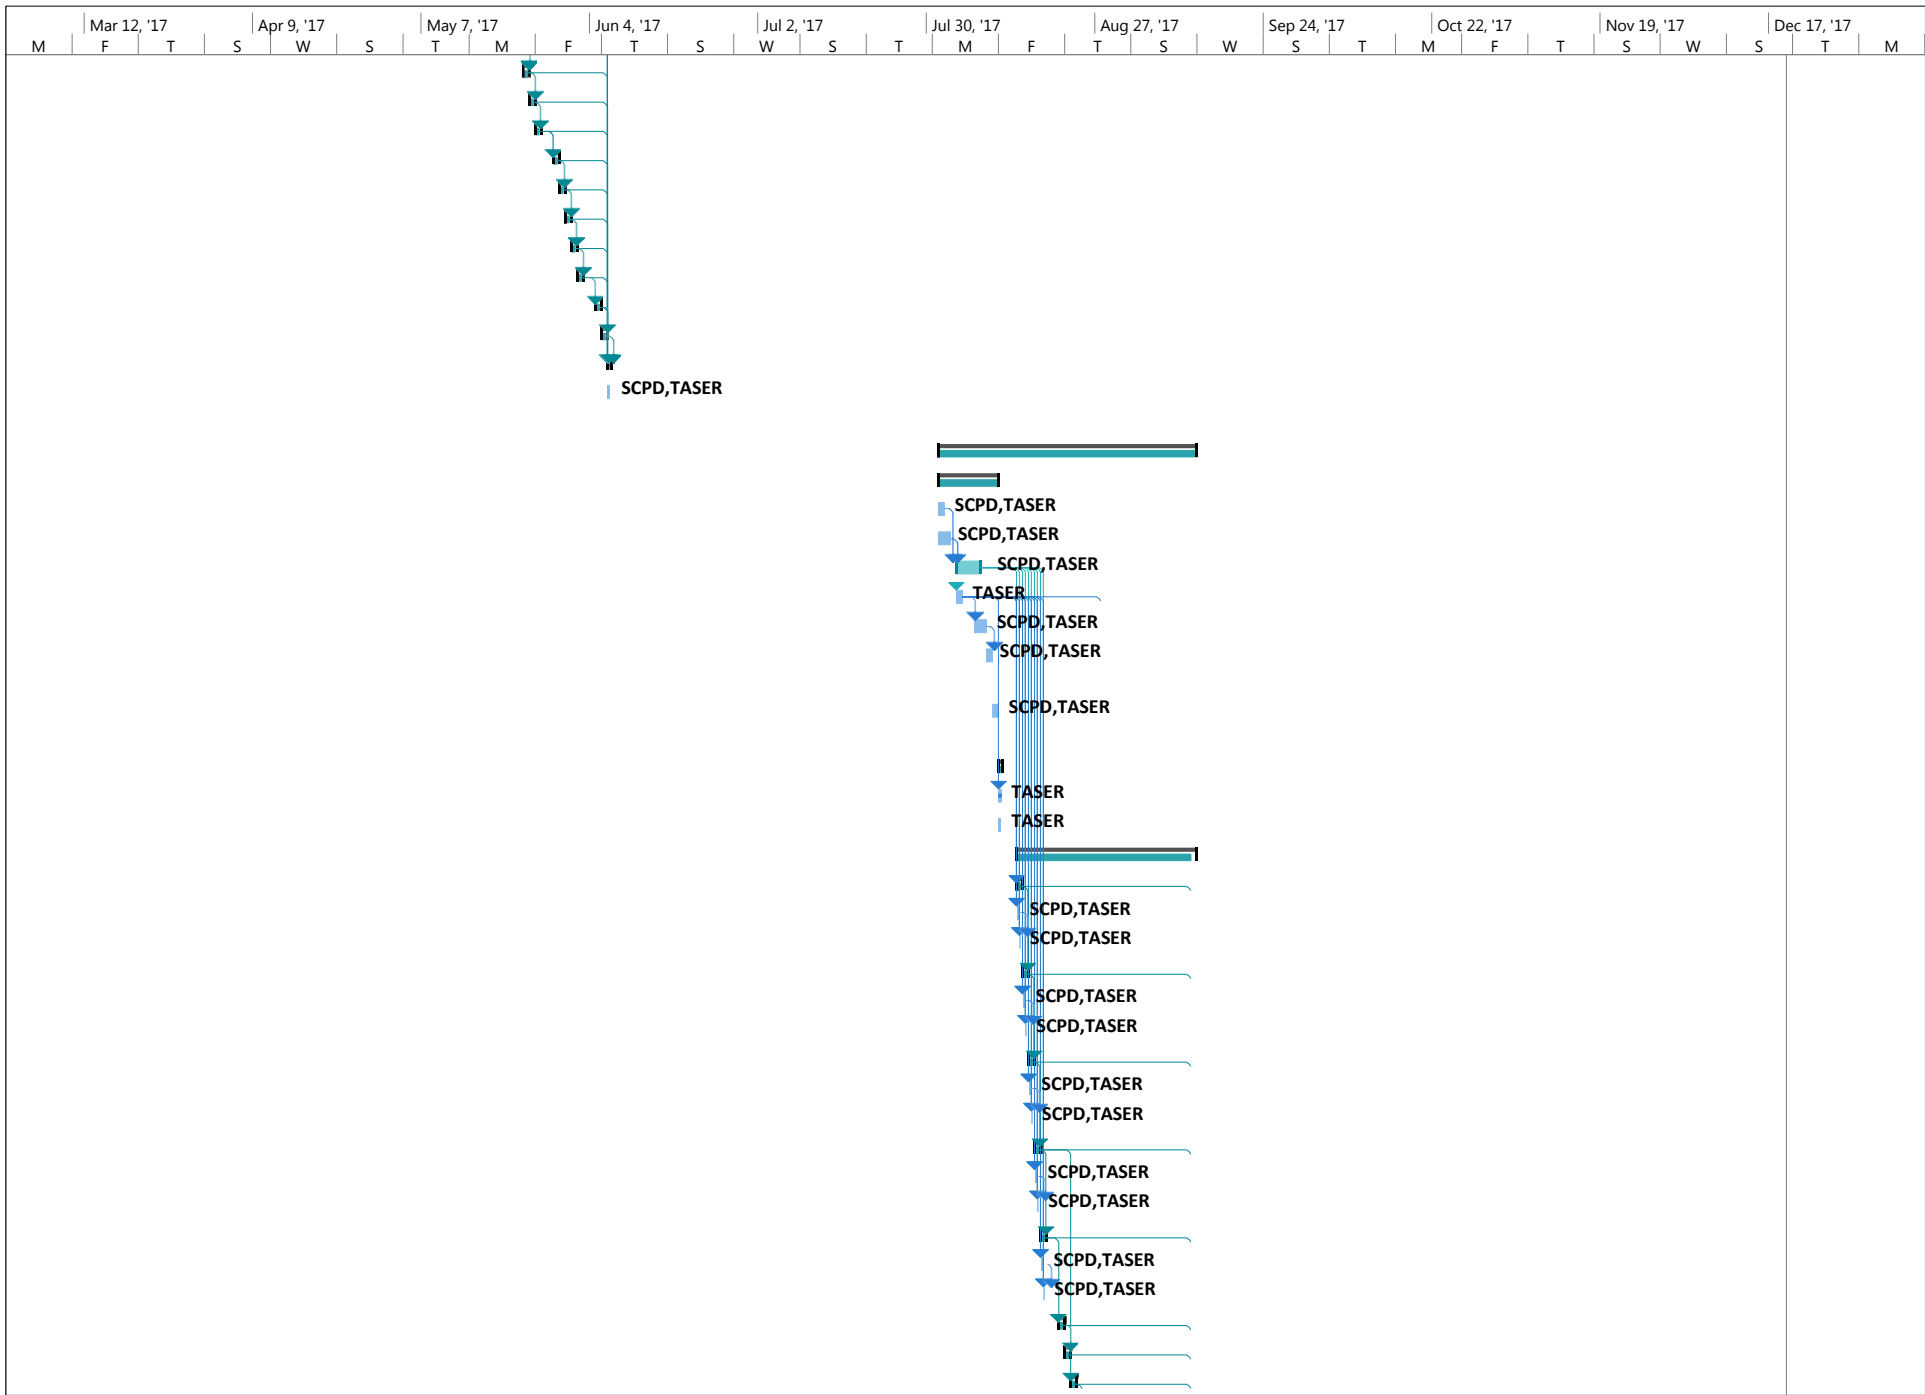 Mar 12, '17 Apr 9, '17 May 7, '17 Jun 4, '17 Jul 2, '17 Jul 30, '17 Aug 27, '17 Sep 24, '17 Oct 22, '17 Nov 19, '17 Dec 17, '17
M F T S W S T M F T S W S T M F T S W S T M F T S W S T M
SCPD,TASER
SCPD,TASER
SCPD,TASER
SCPD,TASER
TASER
SCPD,TASER
SCPD,TASER
SCPD,TASER
TASER
TASER
SCPD,TASER
SCPD,TASER
SCPD,TASER
SCPD,TASER
SCPD,TASER
SCPD,TASER
SCPD,TASER
SCPD,TASER
SCPD,TASER
SCPD,TASER